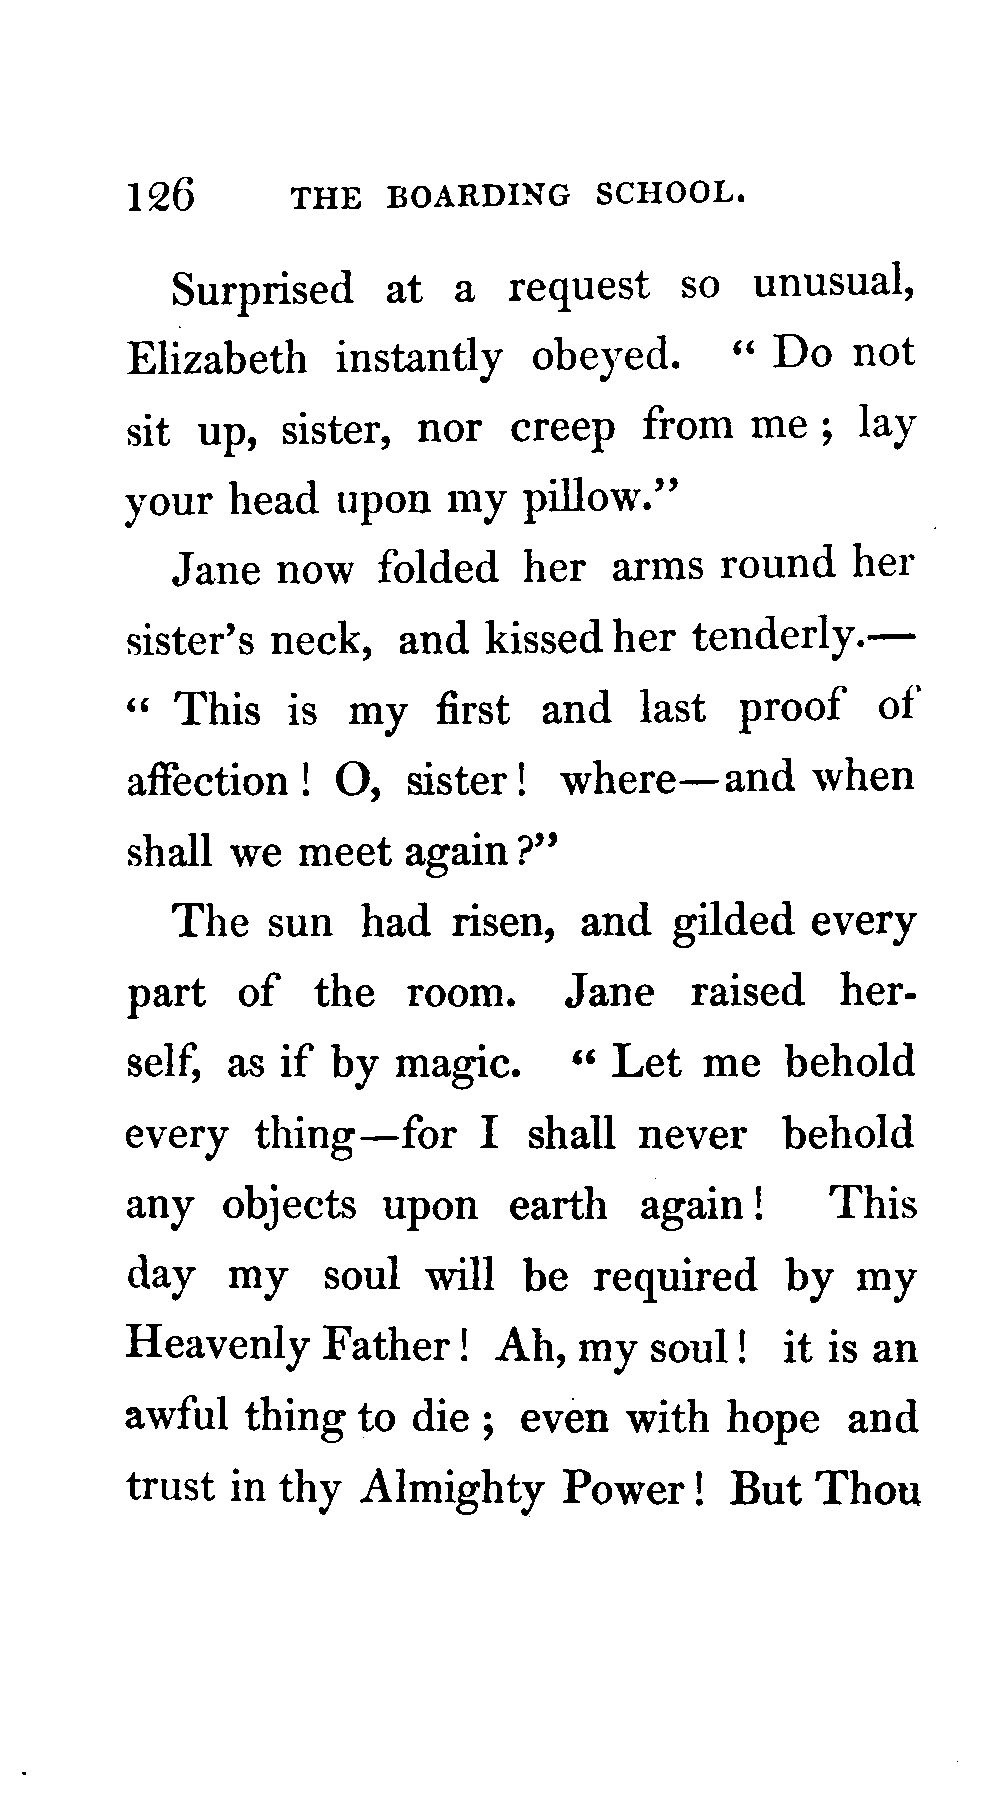 126 THE BOARDING SCHOOL.
Surprised at a request so unusual,
Elizabeth instantly obeyed. “ Do not
sit up, sister, nor creep from me ; lay
your head upon my pillow.”
Jane now folded her arms round her
sister’s neck, and kissed her tenderly.—
“ This is my first and last proof of
affection ! O, sister ! where—and when
shall we meet again ?”
The sun had risen, and gilded every
part of the room. Jane raised her-
self, as if by magic. “ Let me behold
every thing—for I shall never behold
any objects upon earth again ! This
day my soul will be required by my
Heavenly Father ! Ah, my soul ! it is an
awful thing to die ; even with hope and
trust in thy Almighty Power ! But Thou